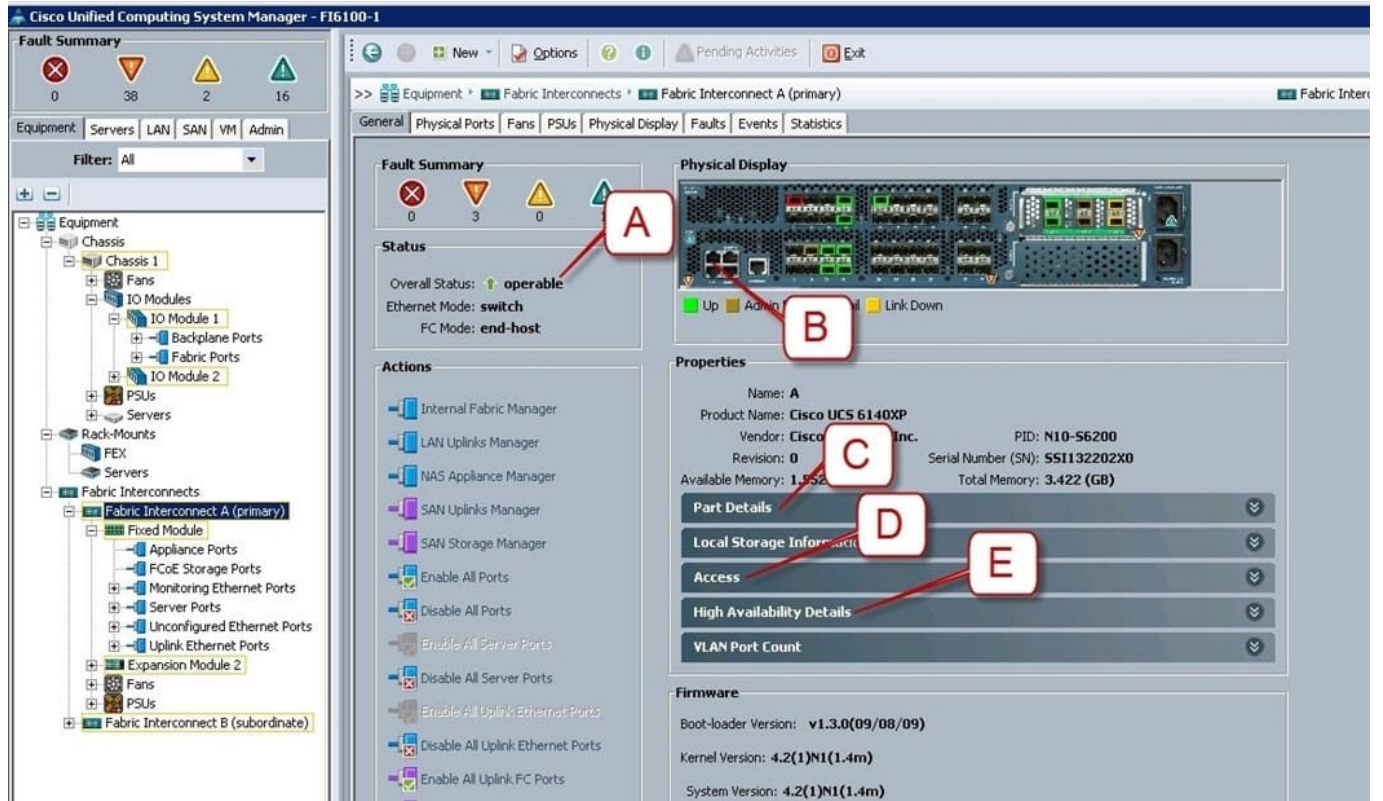 Cisco Unified Computing System Manager - FI6100-1
Fault Summary
0 38 2 16
New Options Pending Activities Exit
>> Equipment Fabric Interconnects Fabric Interconnect A (primary) Fabric Interc
Equipment Servers LAN SAN VM Admin
Filter: All
Equipment
Chassis
Chassis 1
Fans
IO Modules
IO Module 1
Backplane Ports
Fabric Ports
IO Module 2
PSUs
Servers
Rack-Mounts
FEX
Servers
Fabric Interconnects
Fabric Interconnect A (primary)
Fixed Module
Appliance Ports
FCoE Storage Ports
Monitoring Ethernet Ports
Server Ports
Unconfigured Ethernet Ports
Uplink Ethernet Ports
Expansion Module 2
Fans
PSUs
Fabric Interconnect B (subordinate)
General Physical Ports Fans PSUs Physical Display Faults Events Statistics
Fault Summary
0 3 0
A
Status
Overall Status: operable
Ethernet Mode: switch
FC Mode: end-host
Actions
Internal Fabric Manager
LAN Uplinks Manager
NAS Appliance Manager
SAN Uplinks Manager
SAN Storage Manager
Enable All Ports
Disable All Ports
Enable All Server Ports
Disable All Server Ports
Enable All Uplink Ethernet Ports
Disable All Uplink Ethernet Ports
Enable All Uplink FC Ports
Physical Display
Up Admin Link Down
B
Properties
Name: A
Product Name: Cisco UCS 6140XP
Vendor: Cisco Inc. PID: N10-S6200
Revision: 0 Serial Number (SN): SSI132202X0
Available Memory: Total Memory: 3.422 (GB)
C
Part Details
D
Local Storage
E
Access
High Availability Details
VLAN Port Count
Firmware
Boot-loader Version: v1.3.0(09/08/09)
Kernel Version: 4.2(1)N1(1.4m)
System Version: 4.2(1)N1(1.4m)